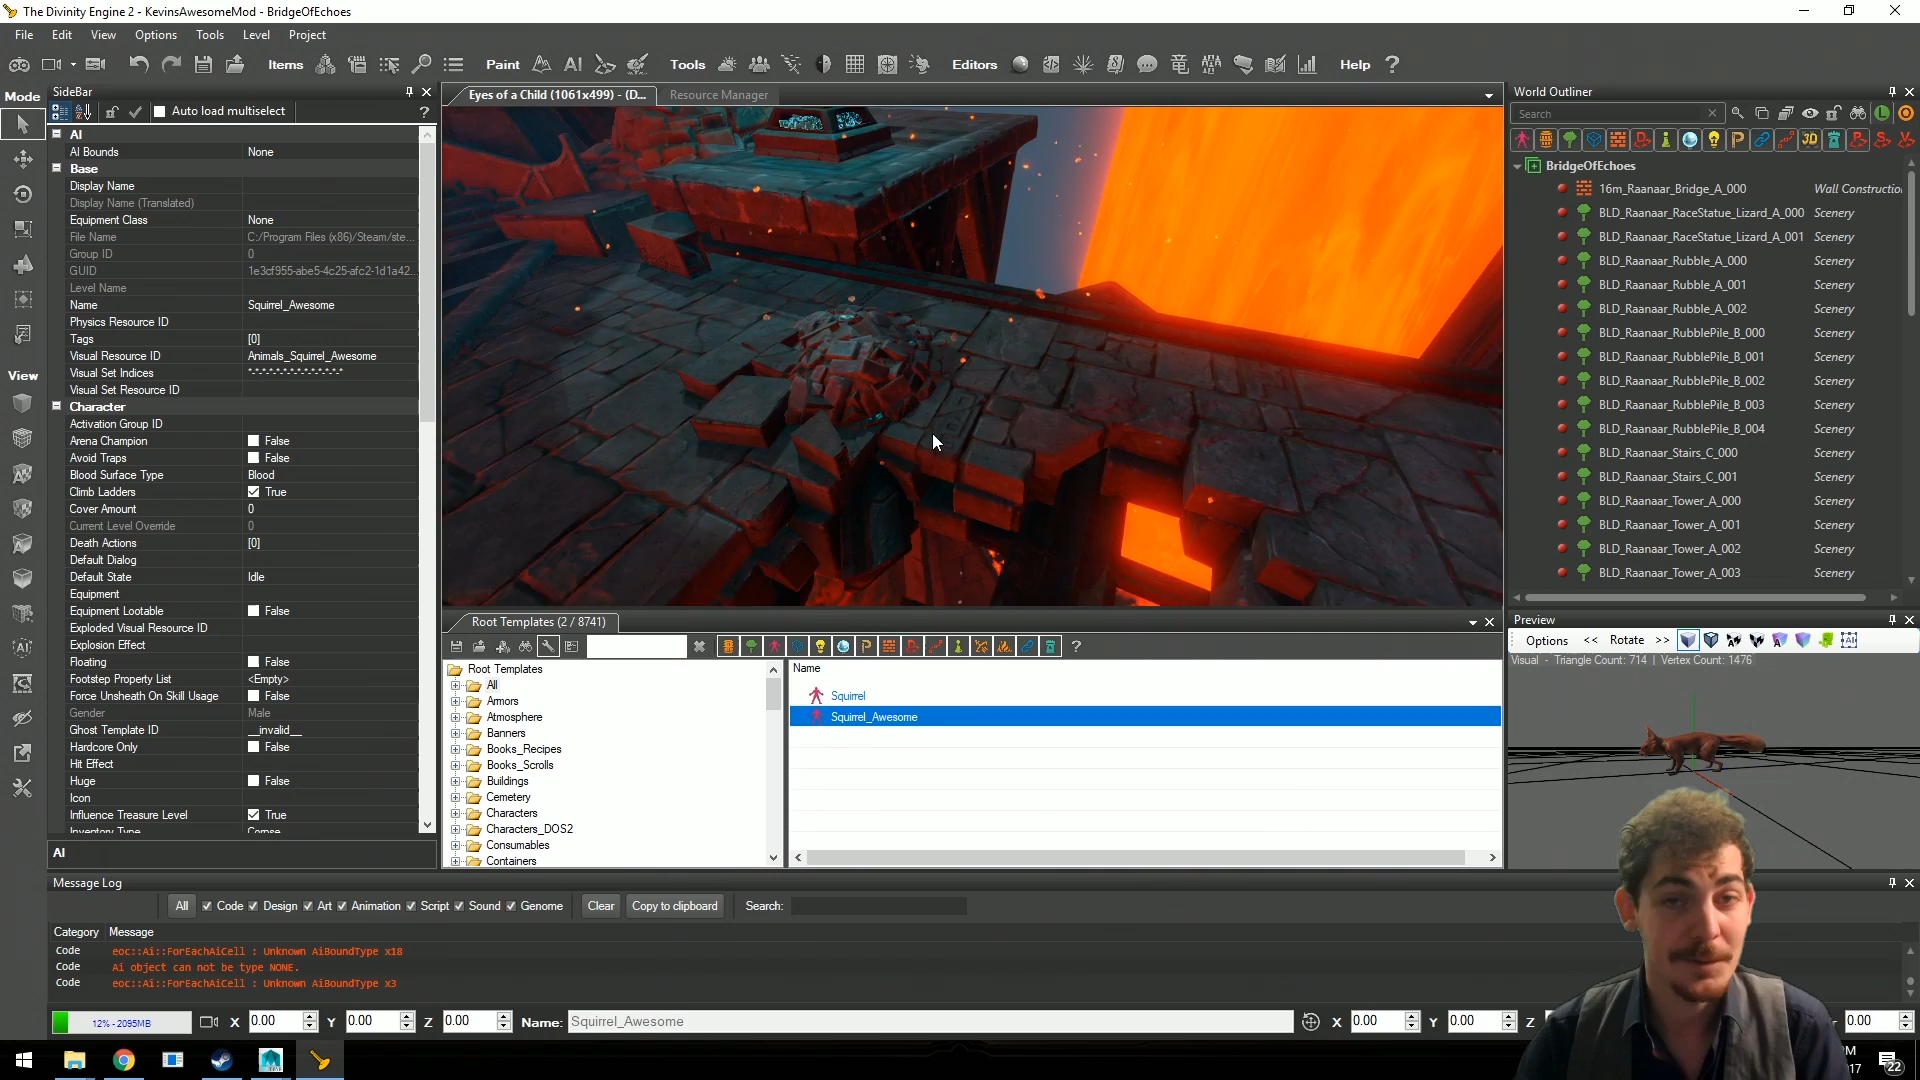 The Divinity Engine 2 - KevinsAwesomeMod - BridgeOfEchoes
File Edit View Options Tools Level Project
Items Paint Tools Editors Help
Mode
SideBar
Auto load multiselect
AI
AI Bounds None
Base
Display Name
Display Name (Translated)
Equipment Class None
File Name C:/Program Files (x86)/Steam/ste...
Group ID 0
GUID 1e3cf955-abe5-4c25-afc2-1d1a42...
Level Name
Name Squirrel_Awesome
Physics Resource ID
Tags [0]
Visual Resource ID Animals_Squirrel_Awesome
Visual Set Indices
Visual Set Resource ID
View
Character
Activation Group ID
Arena Champion False
Avoid Traps False
Blood Surface Type Blood
Climb Ladders True
Cover Amount 0
Current Level Override 0
Death Actions [0]
Default Dialog
Default State Idle
Equipment
Equipment Lootable False
Exploded Visual Resource ID
Explosion Effect
Floating False
Footstep Property List <Empty>
Force Unsheath On Skill Usage False
Gender Male
Ghost Template ID __invalid__
Hardcore Only False
Hit Effect
Huge False
Icon
Influence Treasure Level True
Inventory Type Corpse
AI
Eyes of a Child (1061x499) - (D...
Resource Manager
Root Templates (2 / 8741)
Root Templates
All
Armors
Atmosphere
Banners
Books_Recipes
Books_Scrolls
Buildings
Cemetery
Characters
Characters_DOS2
Consumables
Containers
Name
Squirrel
Squirrel_Awesome
World Outliner
Search
BridgeOfEchoes
16m_Raanaar_Bridge_A_000 Wall Constructio
BLD_Raanaar_RaceStatue_Lizard_A_000 Scenery
BLD_Raanaar_RaceStatue_Lizard_A_001 Scenery
BLD_Raanaar_Rubble_A_000 Scenery
BLD_Raanaar_Rubble_A_001 Scenery
BLD_Raanaar_Rubble_A_002 Scenery
BLD_Raanaar_RubblePile_B_000 Scenery
BLD_Raanaar_RubblePile_B_001 Scenery
BLD_Raanaar_RubblePile_B_002 Scenery
BLD_Raanaar_RubblePile_B_003 Scenery
BLD_Raanaar_RubblePile_B_004 Scenery
BLD_Raanaar_Stairs_C_000 Scenery
BLD_Raanaar_Stairs_C_001 Scenery
BLD_Raanaar_Tower_A_000 Scenery
BLD_Raanaar_Tower_A_001 Scenery
BLD_Raanaar_Tower_A_002 Scenery
BLD_Raanaar_Tower_A_003 Scenery
Preview
Options << Rotate >>
Visual - Triangle Count: 714 | Vertex Count: 1476
Message Log
All Code Design Art Animation Script Sound Genome Clear Copy to clipboard Search:
Category Message
Code eoc::Ai::ForEachAiCell : Unknown AiBoundType x18
Code Ai object can not be type NONE.
Code eoc::Ai::ForEachAiCell : Unknown AiBoundType x3
12% - 2095MB X 0.00 Y 0.00 Z 0.00 Name: Squirrel_Awesome X 0.00 Y 0.00 Z 0.00
22